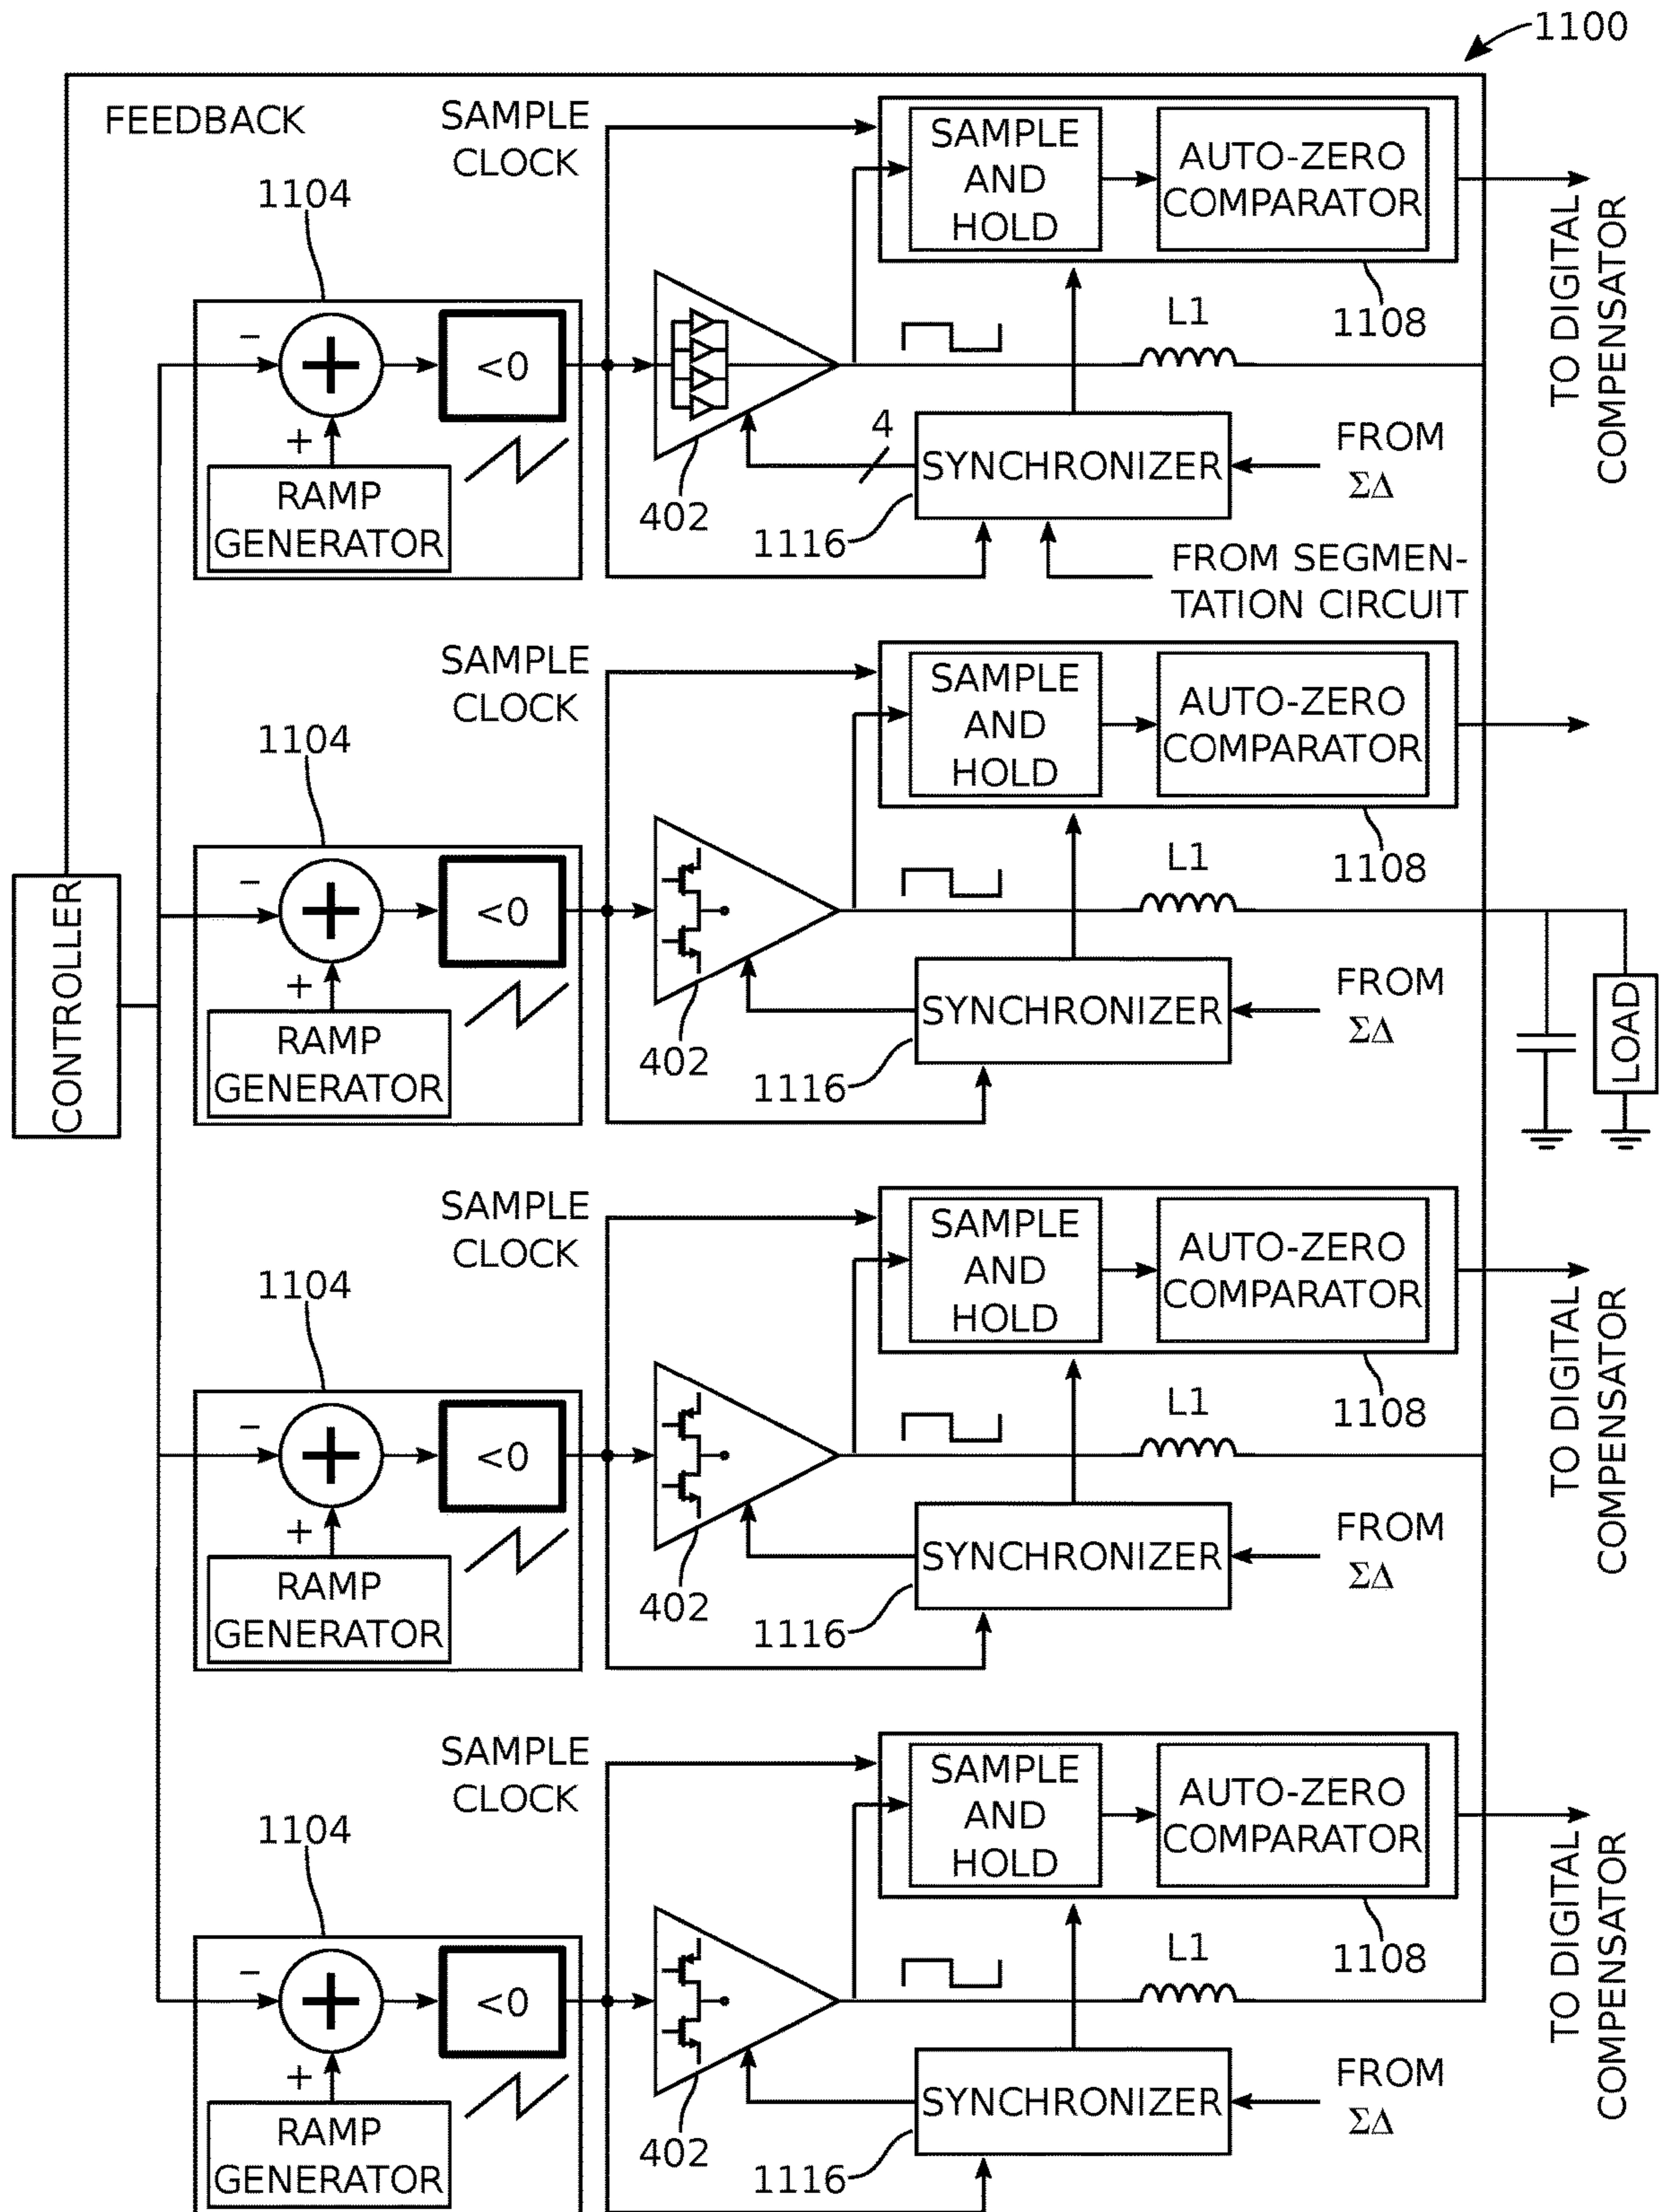 1100
FEEDBACK
SAMPLE
CLOCK
SAMPLE
AND
HOLD
AUTO-ZERO
COMPARATOR
TO DIGITAL
COMPENSATOR
1104
1108
L1
–
+
<0
RAMP
GENERATOR
402
4
SYNCHRONIZER
FROM
ΣΔ
1116
FROM SEGMEN-
TATION CIRCUIT
SAMPLE
CLOCK
SAMPLE
AND
HOLD
AUTO-ZERO
COMPARATOR
1104
1108
L1
CONTROLLER
–
+
<0
RAMP
GENERATOR
402
SYNCHRONIZER
FROM
ΣΔ
1116
LOAD
SAMPLE
CLOCK
SAMPLE
AND
HOLD
AUTO-ZERO
COMPARATOR
TO DIGITAL
COMPENSATOR
1104
1108
L1
–
+
<0
RAMP
GENERATOR
402
SYNCHRONIZER
FROM
ΣΔ
1116
SAMPLE
CLOCK
SAMPLE
AND
HOLD
AUTO-ZERO
COMPARATOR
TO DIGITAL
COMPENSATOR
1104
1108
L1
–
+
<0
RAMP
GENERATOR
402
SYNCHRONIZER
FROM
ΣΔ
1116